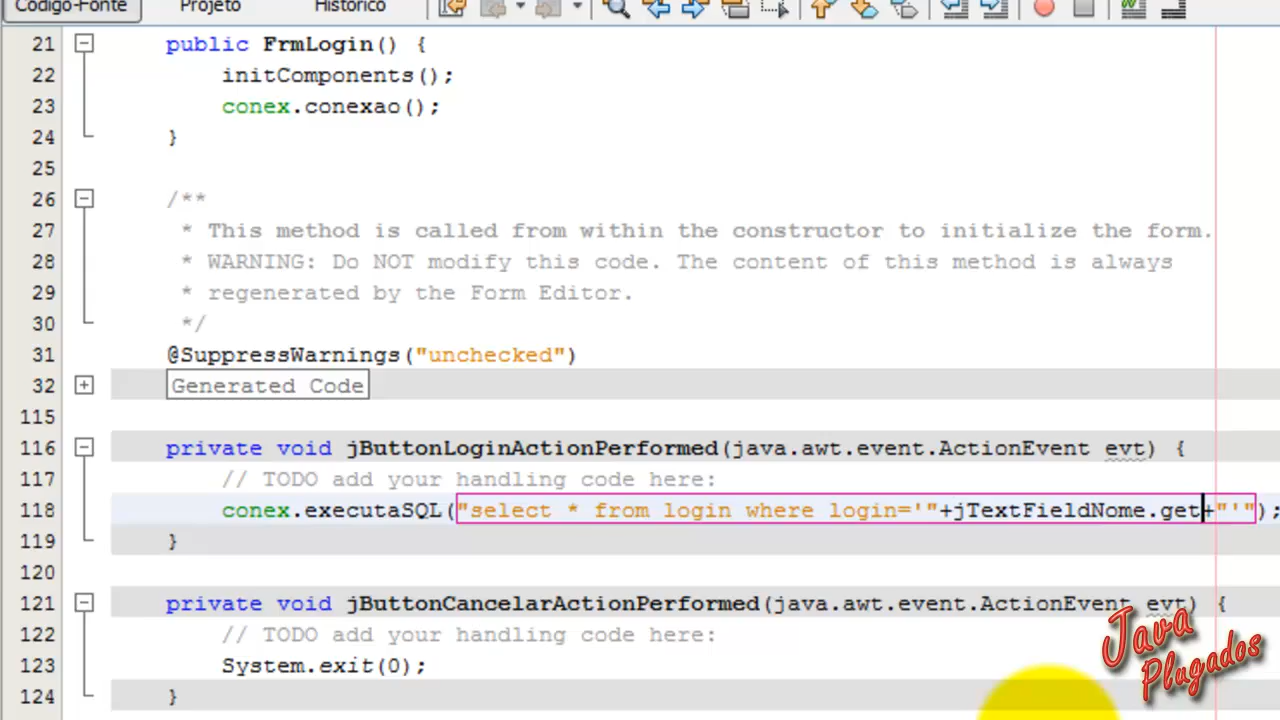 Código-Fonte Projeto Histórico
21 public FrmLogin() {
22 initComponents();
23 conex.conexao();
24 }
25
26 /**
27 * This method is called from within the constructor to initialize the form.
28 * WARNING: Do NOT modify this code. The content of this method is always
29 * regenerated by the Form Editor.
30 */
31 @SuppressWarnings("unchecked")
32 Generated Code
115
116 private void jButtonLoginActionPerformed(java.awt.event.ActionEvent evt) {
117 // TODO add your handling code here:
118 conex.executaSQL("select * from login where login='"+jTextFieldNome.get+"'");
119 }
120
121 private void jButtonCancelarActionPerformed(java.awt.event.ActionEvent evt) {
122 // TODO add your handling code here:
123 System.exit(0);
124 }
Java
Plugados